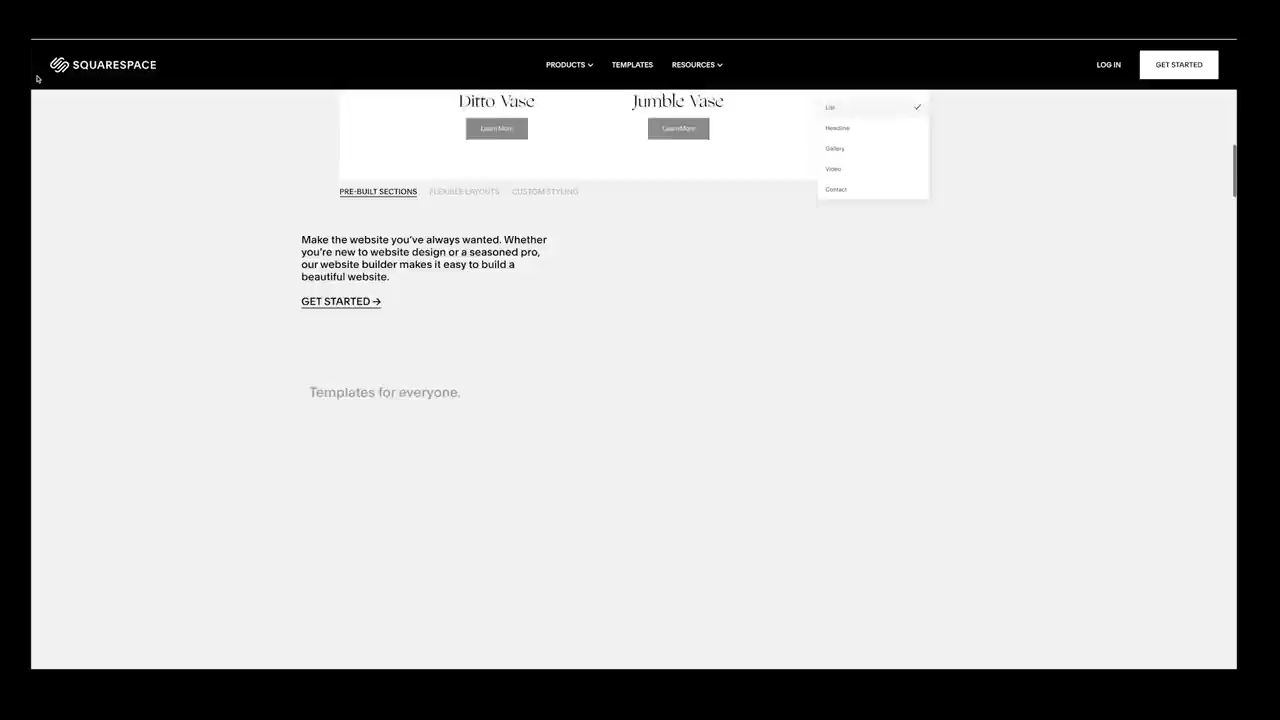 SQUARESPACE
PRODUCTS
TEMPLATES
RESOURCES
LOG IN
GET STARTED
Ditto Vase
Jumble Vase
Learn More
Learn More
List
Headline
Gallery
Video
Contact
PRE-BUILT SECTIONS
FLEXIBLE LAYOUTS
CUSTOM STYLING
Make the website you’ve always wanted. Whether
you’re new to website design or a seasoned pro,
our website builder makes it easy to build a
beautiful website.
GET STARTED →
Templates for everyone.